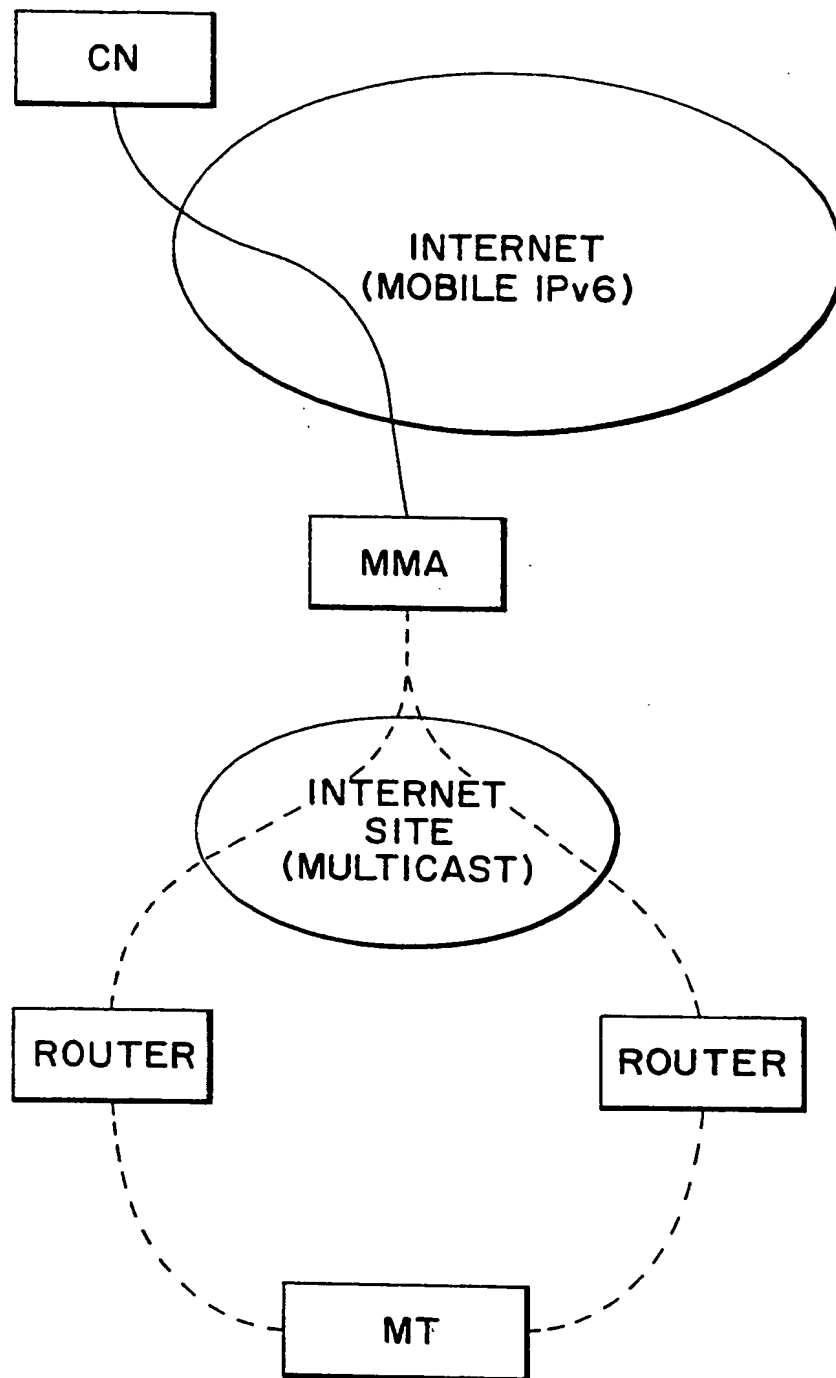 CN
INTERNET
(MOBILE IPv6)
MMA
INTERNET
SITE
(MULTICAST)
ROUTER
ROUTER
MT